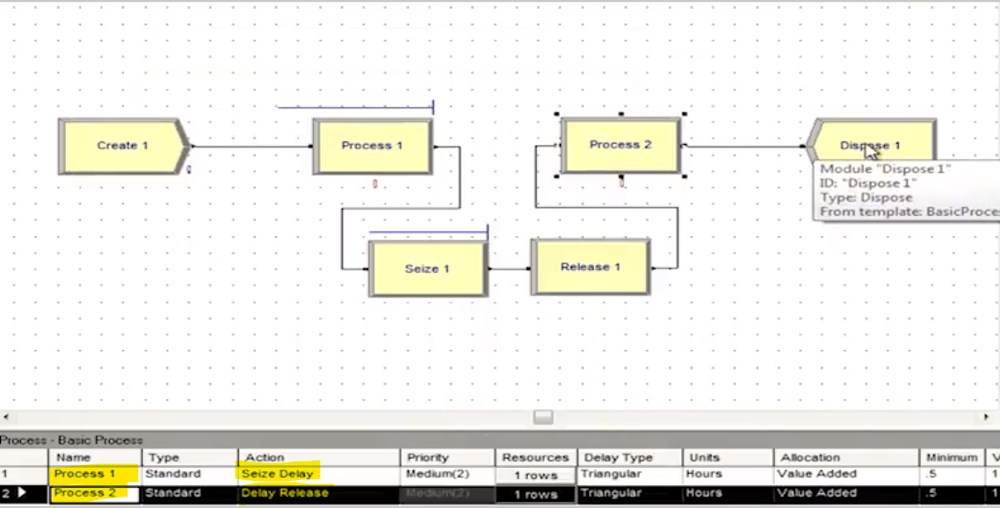 Create 1
0
Process 1
0
Process 2
0
Dispose 1
Module "Dispose 1"
ID: "Dispose 1"
Type: Dispose
From template: BasicProce
Seize 1
Release 1
Process - Basic Process
Name Type Action Priority Resources Delay Type Units Allocation Minimum V
1 Process 1 Standard Seize Delay Medium(2) 1 rows Triangular Hours Value Added .5 1
2 Process 2 Standard Delay Release Medium(2) 1 rows Triangular Hours Value Added .5 1